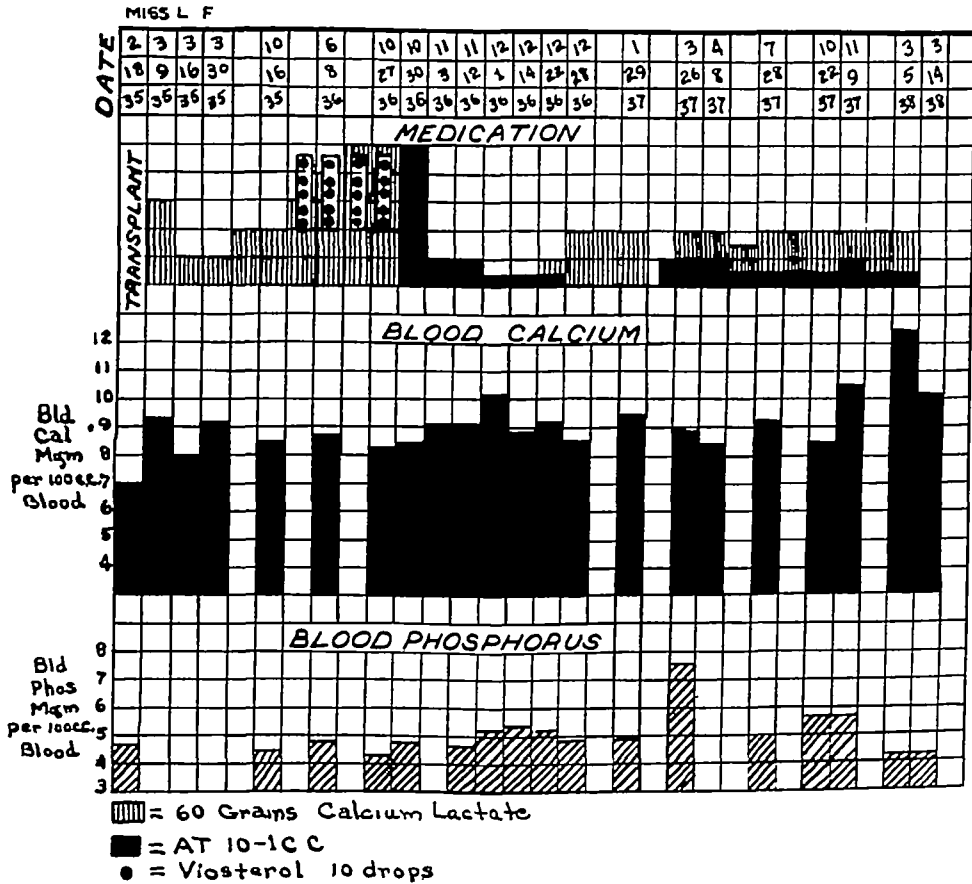 MISS L F
DATE
2 3 3 3 10 6 10 10 11 11 12 12 12 12 1 3 4 7 10 11 3 3
18 9 16 30 16 8 27 30 3 12 1 14 22 28 29 26 8 28 22 9 5 14
35 35 35 35 35 36 36 36 36 36 36 36 36 36 37 37 37 37 37 37 38 38
MEDICATION
TRANSPLANT
BLOOD CALCIUM
12
11
10
9
8
7
6
5
4
Bld
Cal
Mgm
per 100cc.
Blood
BLOOD PHOSPHORUS
8
7
6
5
4
3
Bld
Phos
Mgm
per 100cc.
Blood
= 60 Grains Calcium Lactate
= AT 10-1CC
= Viosterol 10 drops